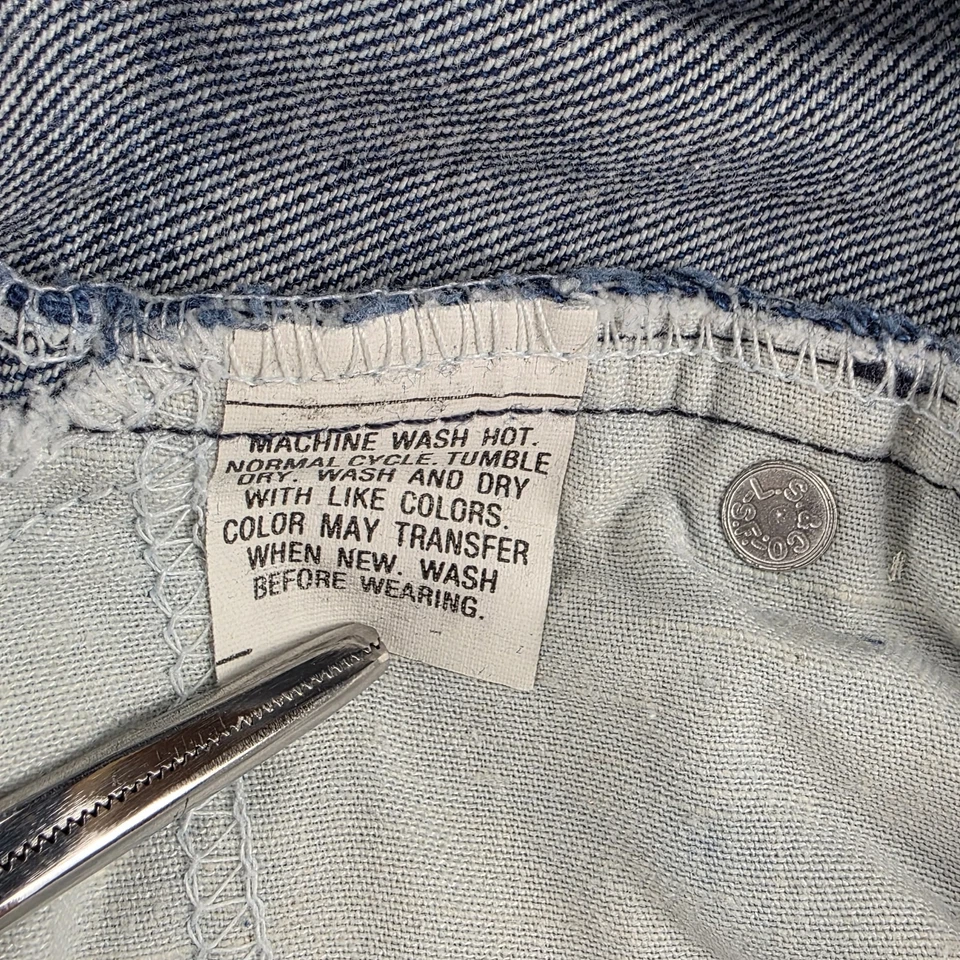 MACHINE WASH HOT.
NORMAL CYCLE. TUMBLE
DRY. WASH AND DRY
WITH LIKE COLORS.
COLOR MAY TRANSFER
WHEN NEW. WASH
BEFORE WEARING.
L.S.&CO.-S.F.-